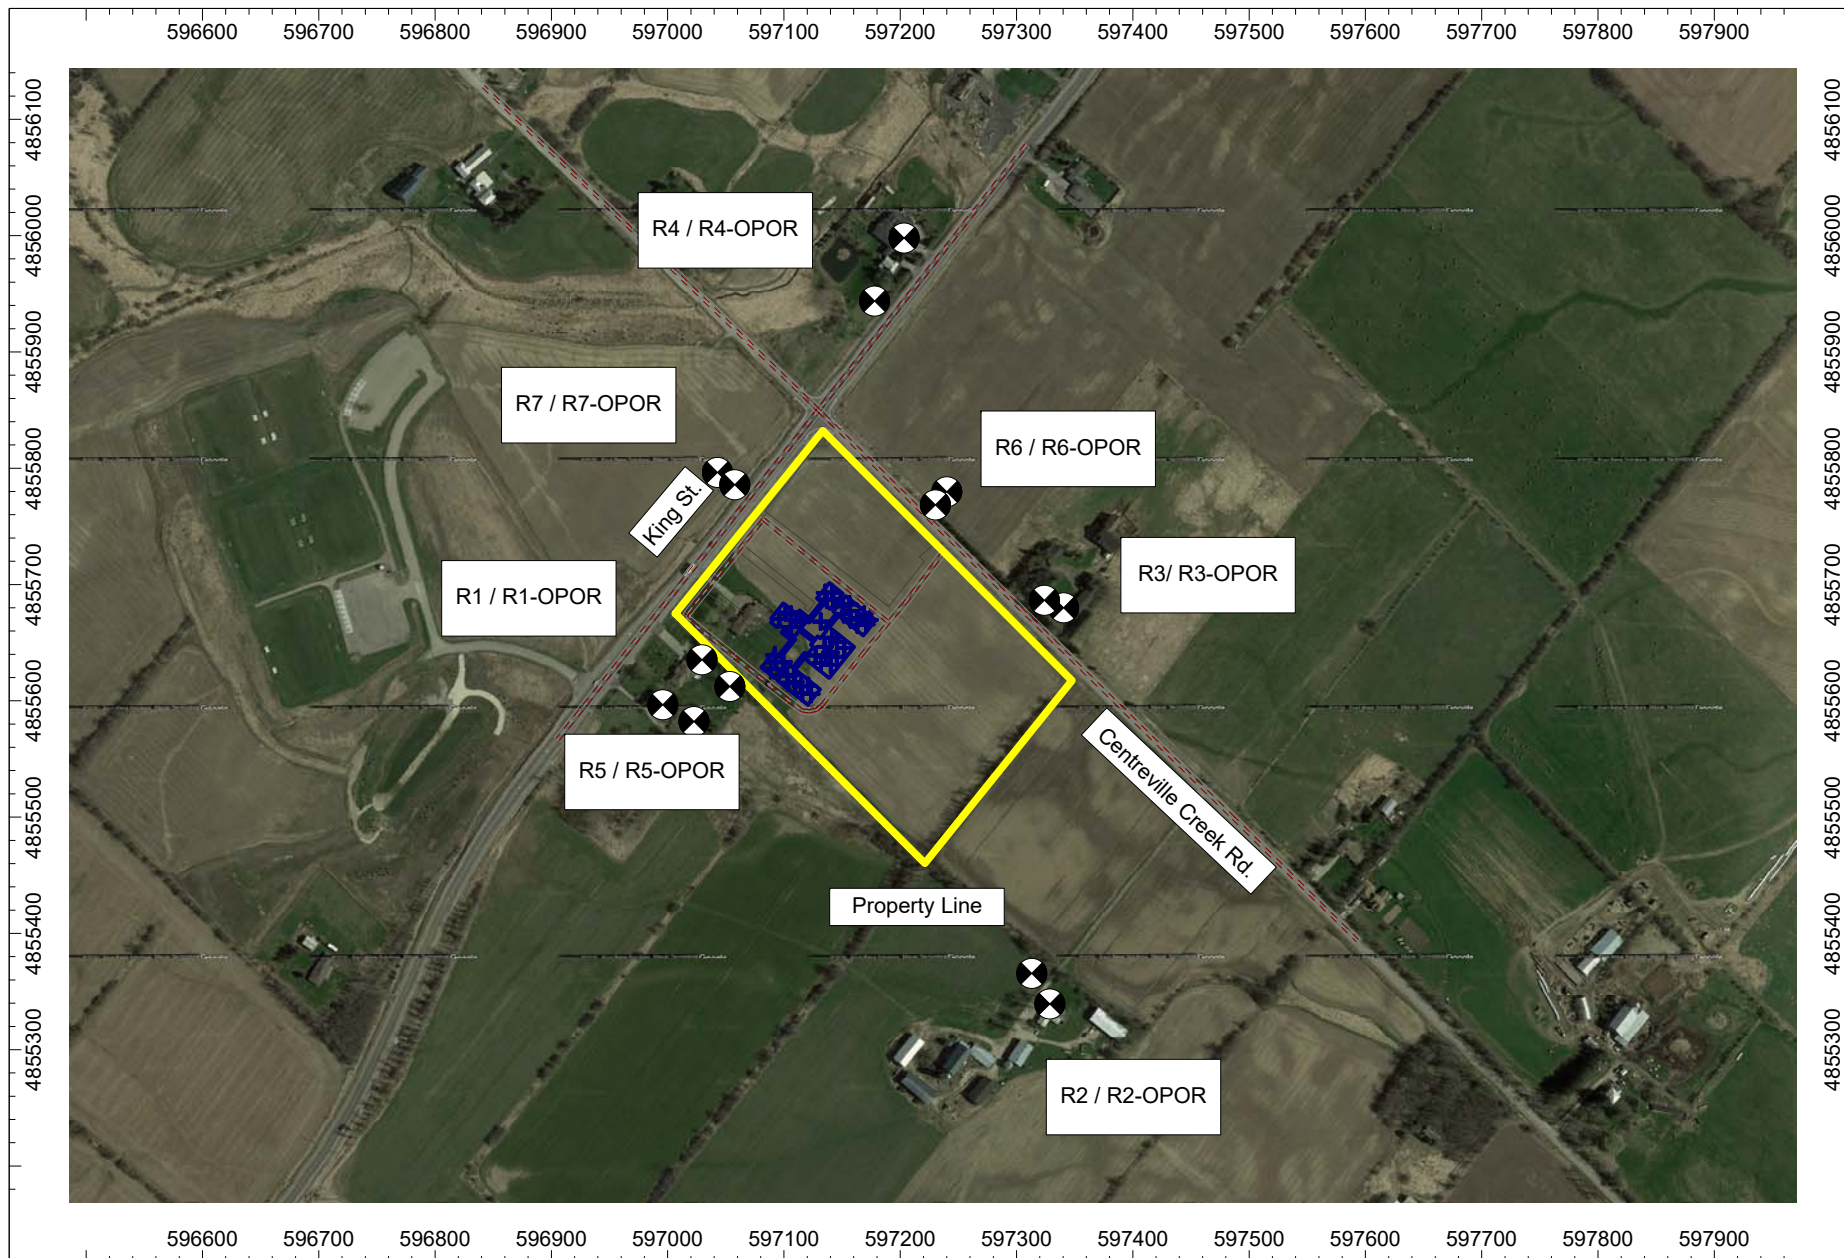 596600 596700 596800 596900 597000 597100 597200 597300 597400 597500 597600 597700 597800 597900
4856100 4856100
R4 / R4-OPOR
4856000 4856000
4855900 4855900
R7 / R7-OPOR
R6 / R6-OPOR
4855800 4855800
King St.
R3/ R3-OPOR
4855700 4855700
R1 / R1-OPOR
4855600 4855600
R5 / R5-OPOR
Centreville Creek Rd.
4855500 4855500
Property Line
4855400 4855400
4855300 4855300
R2 / R2-OPOR
596600 596700 596800 596900 597000 597100 597200 597300 597400 597500 597600 597700 597800 597900